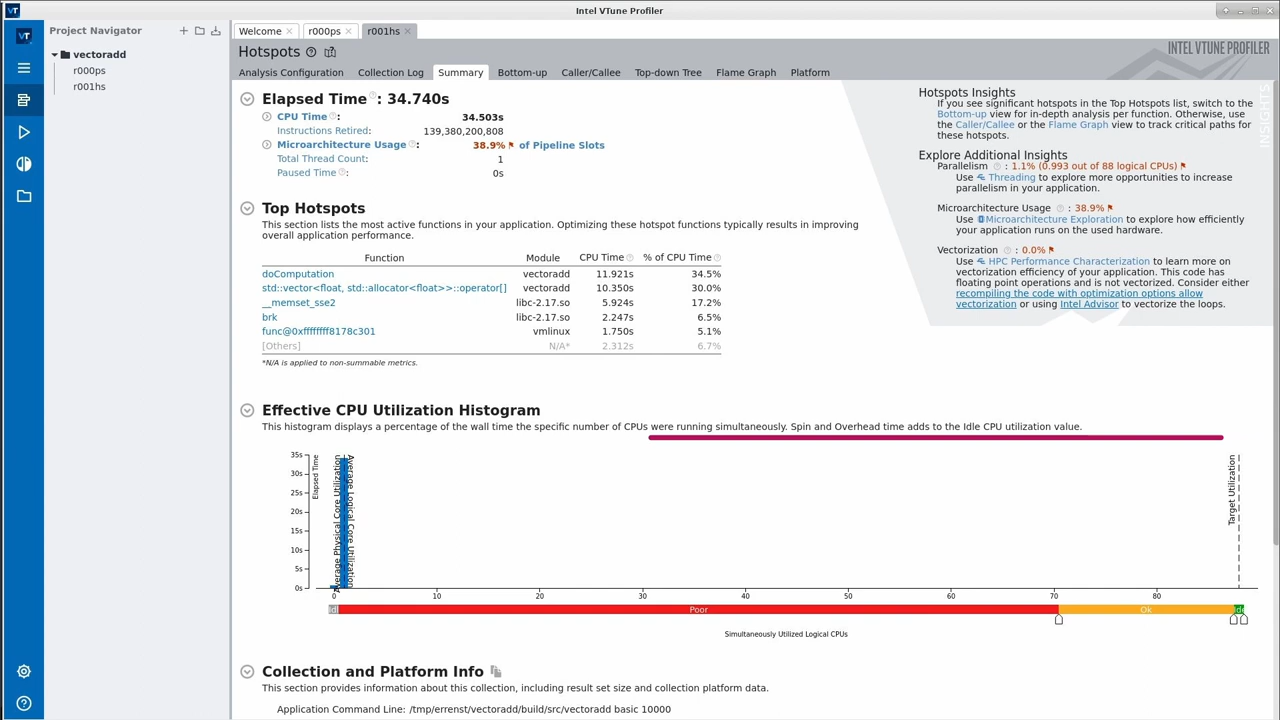 Intel VTune Profiler
VT
Project Navigator
vectoradd
r000ps
r001hs
Welcome
r000ps
r001hs
Hotspots
INTEL VTUNE PROFILER
Analysis Configuration
Collection Log
Summary
Bottom-up
Caller/Callee
Top-down Tree
Flame Graph
Platform
Elapsed Time : 34.740s
CPU Time : 34.503s
Instructions Retired: 139,380,200,808
Microarchitecture Usage : 38.9% of Pipeline Slots
Total Thread Count: 1
Paused Time : 0s
INSIGHTS
Hotspots Insights
If you see significant hotspots in the Top Hotspots list, switch to the
Bottom-up view for in-depth analysis per function. Otherwise, use
the Caller/Callee or the Flame Graph view to track critical paths for
these hotspots.
Explore Additional Insights
Parallelism : 1.1% (0.993 out of 88 logical CPUs)
Use Threading to explore more opportunities to increase
parallelism in your application.
Microarchitecture Usage : 38.9%
Use Microarchitecture Exploration to explore how efficiently
your application runs on the used hardware.
Vectorization : 0.0%
Use HPC Performance Characterization to learn more on
vectorization efficiency of your application. This code has
floating point operations and is not vectorized. Consider either
recompiling the code with optimization options allow
vectorization or using Intel Advisor to vectorize the loops.
Top Hotspots
This section lists the most active functions in your application. Optimizing these hotspot functions typically results in improving
overall application performance.
Function Module CPU Time % of CPU Time
doComputation vectoradd 11.921s 34.5%
std::vector<float, std::allocator<float>>::operator[] vectoradd 10.350s 30.0%
__memset_sse2 libc-2.17.so 5.924s 17.2%
brk libc-2.17.so 2.247s 6.5%
func@0xffffffff8178c301 vmlinux 1.750s 5.1%
[Others] N/A* 2.312s 6.7%
*N/A is applied to non-summable metrics.
Effective CPU Utilization Histogram
This histogram displays a percentage of the wall time the specific number of CPUs were running simultaneously. Spin and Overhead time adds to the Idle CPU utilization value.
35s
30s
25s
20s
15s
10s
5s
0s
Elapsed Time
Average Physical Core Utilization
Average Logical Core Utilization
Target Utilization
0 10 20 30 40 50 60 70 80
Poor
Ok
Simultaneously Utilized Logical CPUs
Collection and Platform Info
This section provides information about this collection, including result set size and collection platform data.
Application Command Line: /tmp/errenst/vectoradd/build/src/vectoradd basic 10000